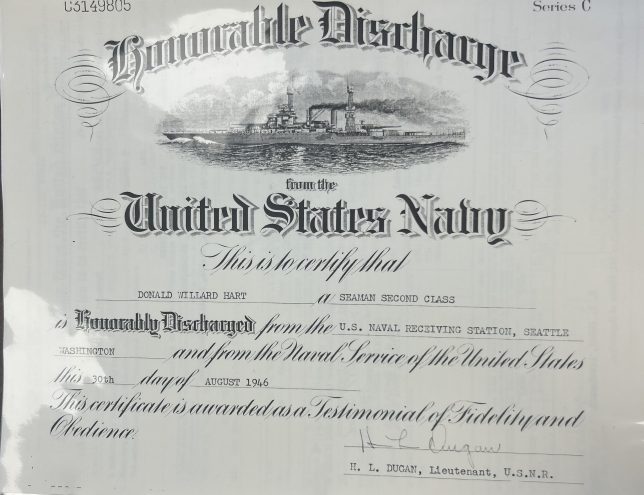 C3149805 Series C
Honorable Discharge
from the
United States Navy
This is to certify that
DONALD WILLARD HART a SEAMAN SECOND CLASS
is Honorably Discharged from the U.S. NAVAL RECEIVING STATION, SEATTLE
WASHINGTON and from the Naval Service of the United States
this 30th day of AUGUST 1946
This certificate is awarded as a Testimonial of Fidelity and
Obedience.
H L Dugan
H. L. DUGAN, Lieutenant, U.S.N.R.